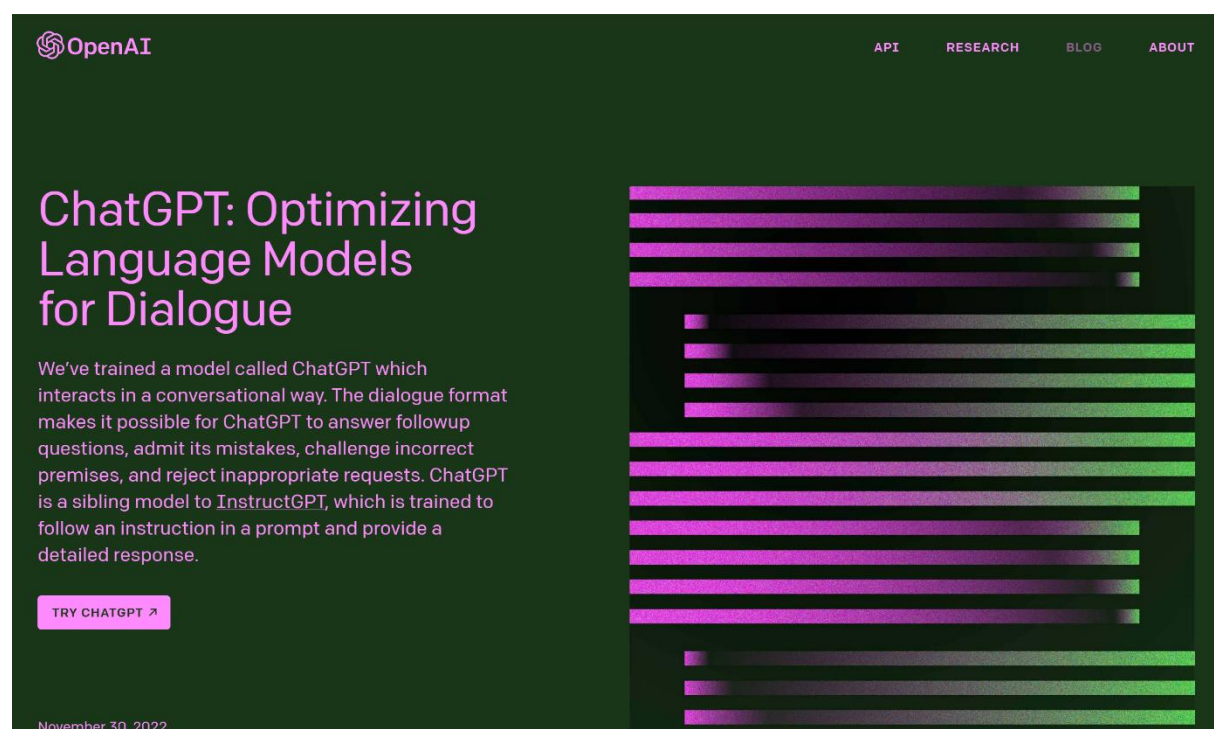 OpenAI
API RESEARCH BLOG ABOUT
ChatGPT: Optimizing
Language Models
for Dialogue
We’ve trained a model called ChatGPT which
interacts in a conversational way. The dialogue format
makes it possible for ChatGPT to answer followup
questions, admit its mistakes, challenge incorrect
premises, and reject inappropriate requests. ChatGPT
is a sibling model to InstructGPT, which is trained to
follow an instruction in a prompt and provide a
detailed response.
TRY CHATGPT ↗
November 30, 2022